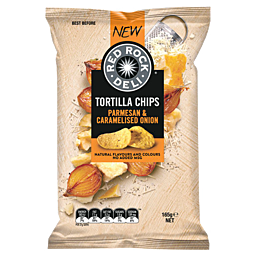 BEST BEFORE
NEW
RED ROCK
DELI
TORTILLA CHIPS
PARMESAN &
CARAMELISED ONION
NATURAL FLAVOURS AND COLOURS
NO ADDED MSG
165g
NET